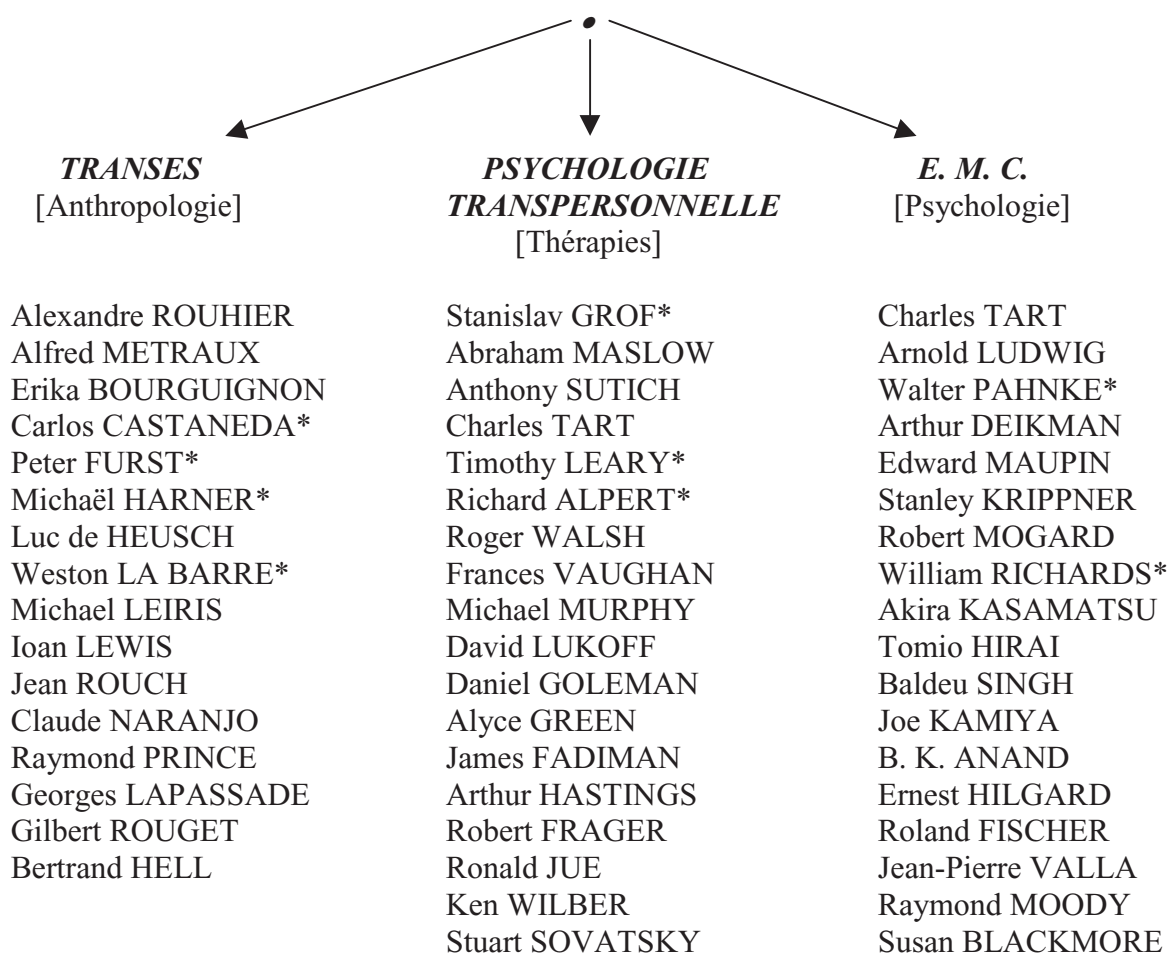 TRANSES
[Anthropologie]
Alexandre ROUHIER
Alfred METRAUX
Erika BOURGUIGNON
Carlos CASTANEDA*
Peter FURST*
Michaël HARNER*
Luc de HEUSCH
Weston LA BARRE*
Michael LEIRIS
Ioan LEWIS
Jean ROUCH
Claude NARANJO
Raymond PRINCE
Georges LAPASSADE
Gilbert ROUGET
Bertrand HELL
PSYCHOLOGIE
TRANSPERSONNELLE
[Thérapies]
Stanislav GROF*
Abraham MASLOW
Anthony SUTICH
Charles TART
Timothy LEARY*
Richard ALPERT*
Roger WALSH
Frances VAUGHAN
Michael MURPHY
David LUKOFF
Daniel GOLEMAN
Alyce GREEN
James FADIMAN
Arthur HASTINGS
Robert FRAGER
Ronald JUE
Ken WILBER
Stuart SOVATSKY
E. M. C.
[Psychologie]
Charles TART
Arnold LUDWIG
Walter PAHNKE*
Arthur DEIKMAN
Edward MAUPIN
Stanley KRIPPNER
Robert MOGARD
William RICHARDS*
Akira KASAMATSU
Tomio HIRAI
Baldeu SINGH
Joe KAMIYA
B. K. ANAND
Ernest HILGARD
Roland FISCHER
Jean-Pierre VALLA
Raymond MOODY
Susan BLACKMORE